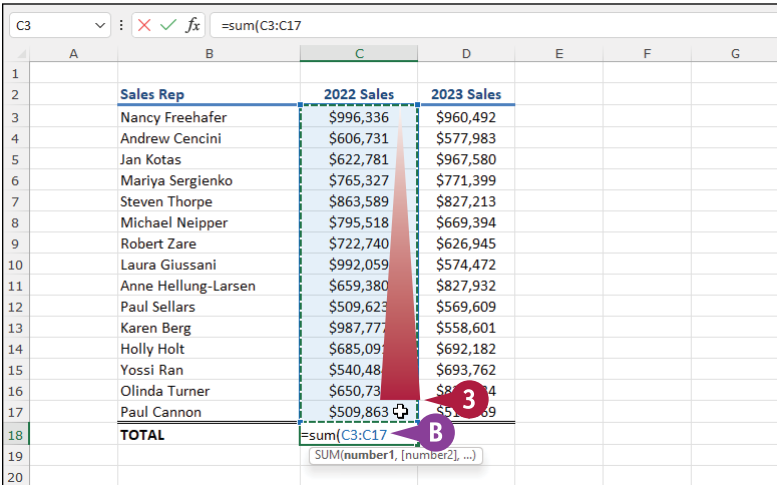 C3 fx =sum(C3:C17
A B C D E F G
1
2 Sales Rep 2022 Sales 2023 Sales
3 Nancy Freehafer $996,336 $960,492
4 Andrew Cencini $606,731 $577,983
5 Jan Kotas $622,781 $967,580
6 Mariya Sergienko $765,327 $771,399
7 Steven Thorpe $863,589 $827,213
8 Michael Neipper $795,518 $669,394
9 Robert Zare $722,740 $626,945
10 Laura Giussani $992,059 $574,472
11 Anne Hellung-Larsen $659,380 $827,932
12 Paul Sellars $509,623 $569,609
13 Karen Berg $987,777 $558,601
14 Holly Holt $692,182
15 Yossi Ran $693,762
16 Olinda Turner
3
17 Paul Cannon $509,863
18 TOTAL =sum(C3:C17 B
19 SUM(number1, [number2], ...)
20